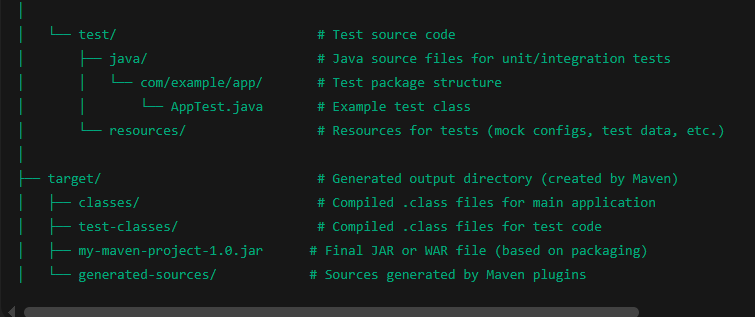 │
│   └── test/                         # Test source code
│       ├── java/                     # Java source files for unit/integration tests
│       │   └── com/example/app/      # Test package structure
│       │       └── AppTest.java      # Example test class
│       └── resources/                # Resources for tests (mock configs, test data, etc.)
│
├── target/                           # Generated output directory (created by Maven)
│   ├── classes/                      # Compiled .class files for main application
│   ├── test-classes/                 # Compiled .class files for test code
│   ├── my-maven-project-1.0.jar      # Final JAR or WAR file (based on packaging)
│   └── generated-sources/            # Sources generated by Maven plugins